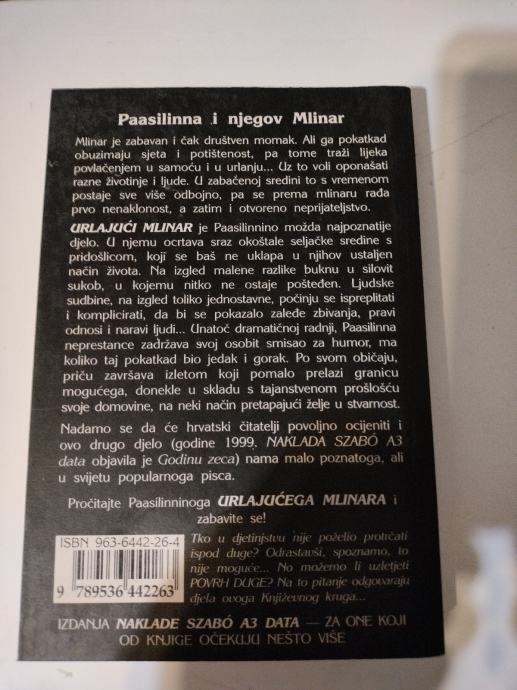 Paasilinna i njegov Mlinar
Mlinar je zabavan i čak društven momak. Ali ga pokatkad
obuzimaju sjeta i potištenost, pa tome traži lijeka
povlačenjem u samoću i u urlanju... Uz to voli oponašati
razne životinje i ljude. U zabačenoj sredini to s vremenom
postaje sve više odbojno, pa se prema mlinaru rađa
prvo nenaklonost, a zatim i otvoreno neprijateljstvo.
URLAJUĆI MLINAR je Paasilinnino možda najpoznatije
djelo. U njemu ocrtava sraz okoštale seljačke sredine s
pridošlicom, koji se baš ne uklapa u njihov ustaljen
način života. Na izgled malene razlike buknu u silovit
sukob, u kojemu nitko ne ostaje pošteđen. Ljudske
sudbine, na izgled toliko jednostavne, počinju se ispreplitati
i komplicirati, da bi se pokazalo zaleđe zbivanja, pravi
odnosi i naravi ljudi... Unatoč dramatičnoj radnji, Paasilinna
neprestance zadržava svoj osobit smisao za humor, ma
koliko taj pokatkad bio jedak i gorak. Po svom običaju,
priču završava izletom koji pomalo prelazi granicu
mogućega, donekle u skladu s tajanstvenom prošlošću
svoje domovine, na neki način pretapajući želje u stvarnost.
Nadamo se da će hrvatski čitatelji povoljno ocijeniti i
ovo drugo djelo (godine 1999. NAKLADA SZABÓ A3
data objavila je Godinu zeca) nama malo poznatoga, ali
u svijetu popularnoga pisca.
Pročitajte Paasilinninoga URLAJUĆEGA MLINARA i
zabavite se!
ISBN 963-6442-26-4
9 789536 442263
Tko u djetinjstvu nije poželio protrčati
ispod duge? Odrastavši, spoznamo, to
nije moguće... No možemo li uzletjeti
POVRH DUGE? Na to pitanje odgovaraju
djela ovoga Književnog kruga...
IZDANJA NAKLADE SZABÓ A3 DATA — ZA ONE KOJI
OD KNJIGE OČEKUJU NEŠTO VIŠE